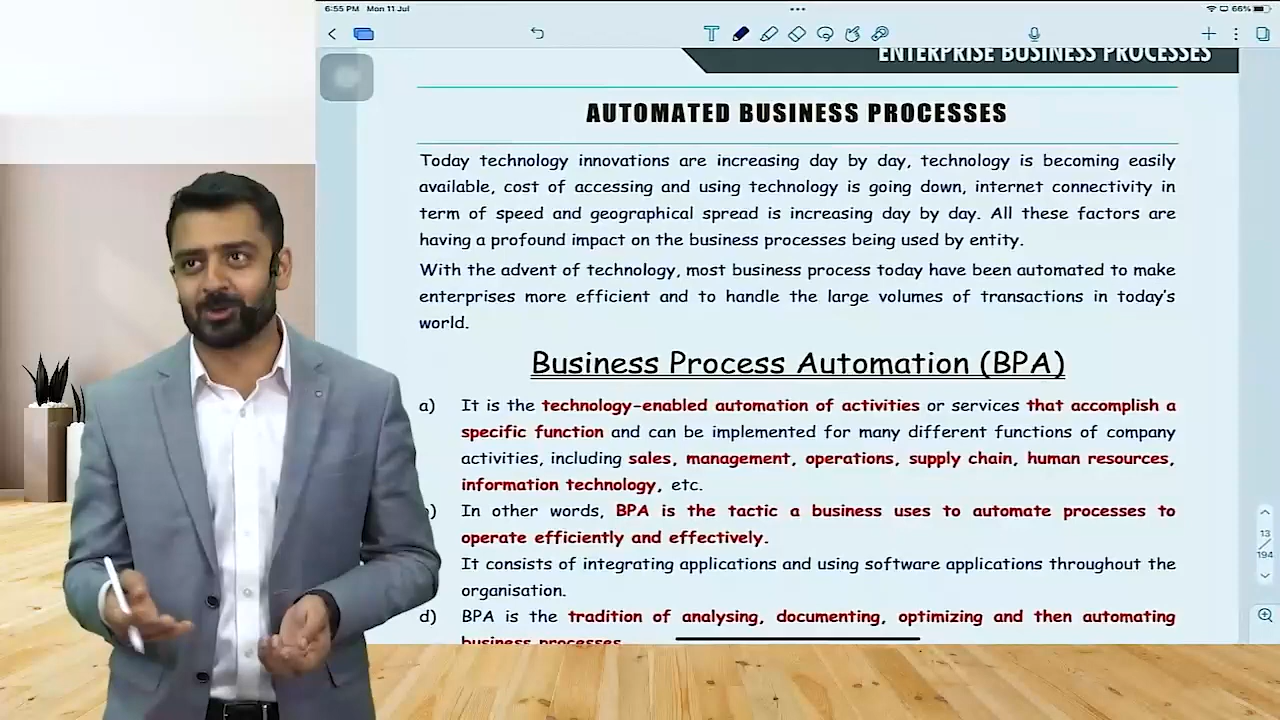 6:55 PM Mon 11 Jul
66%
ENTERPRISE BUSINESS PROCESSES
AUTOMATED BUSINESS PROCESSES
Today technology innovations are increasing day by day, technology is becoming easily
available, cost of accessing and using technology is going down, internet connectivity in
term of speed and geographical spread is increasing day by day. All these factors are
having a profound impact on the business processes being used by entity.
With the advent of technology, most business process today have been automated to make
enterprises more efficient and to handle the large volumes of transactions in today's
world.
Business Process Automation (BPA)
a) It is the technology-enabled automation of activities or services that accomplish a
specific function and can be implemented for many different functions of company
activities, including sales, management, operations, supply chain, human resources,
information technology, etc.
In other words, BPA is the tactic a business uses to automate processes to
operate efficiently and effectively.
It consists of integrating applications and using software applications throughout the
organisation.
d) BPA is the tradition of analysing, documenting, optimizing and then automating
business processes.
13
194